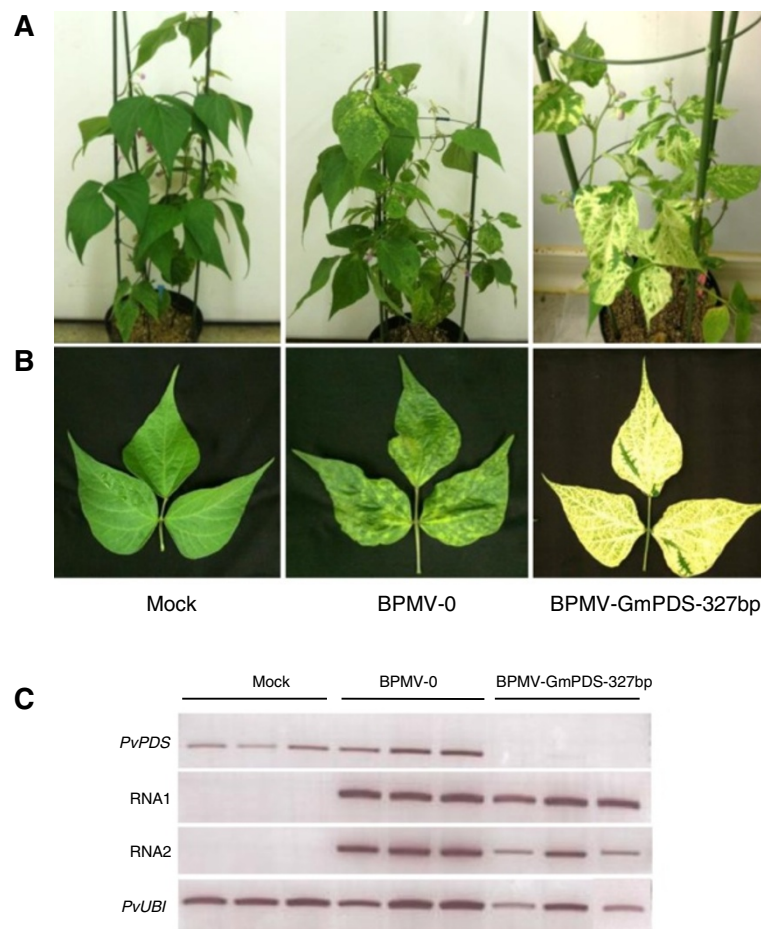 A
B
Mock BPMV-0 BPMV-GmPDS-327bp
C
Mock BPMV-0 BPMV-GmPDS-327bp
PvPDS
RNA1
RNA2
PvUBI